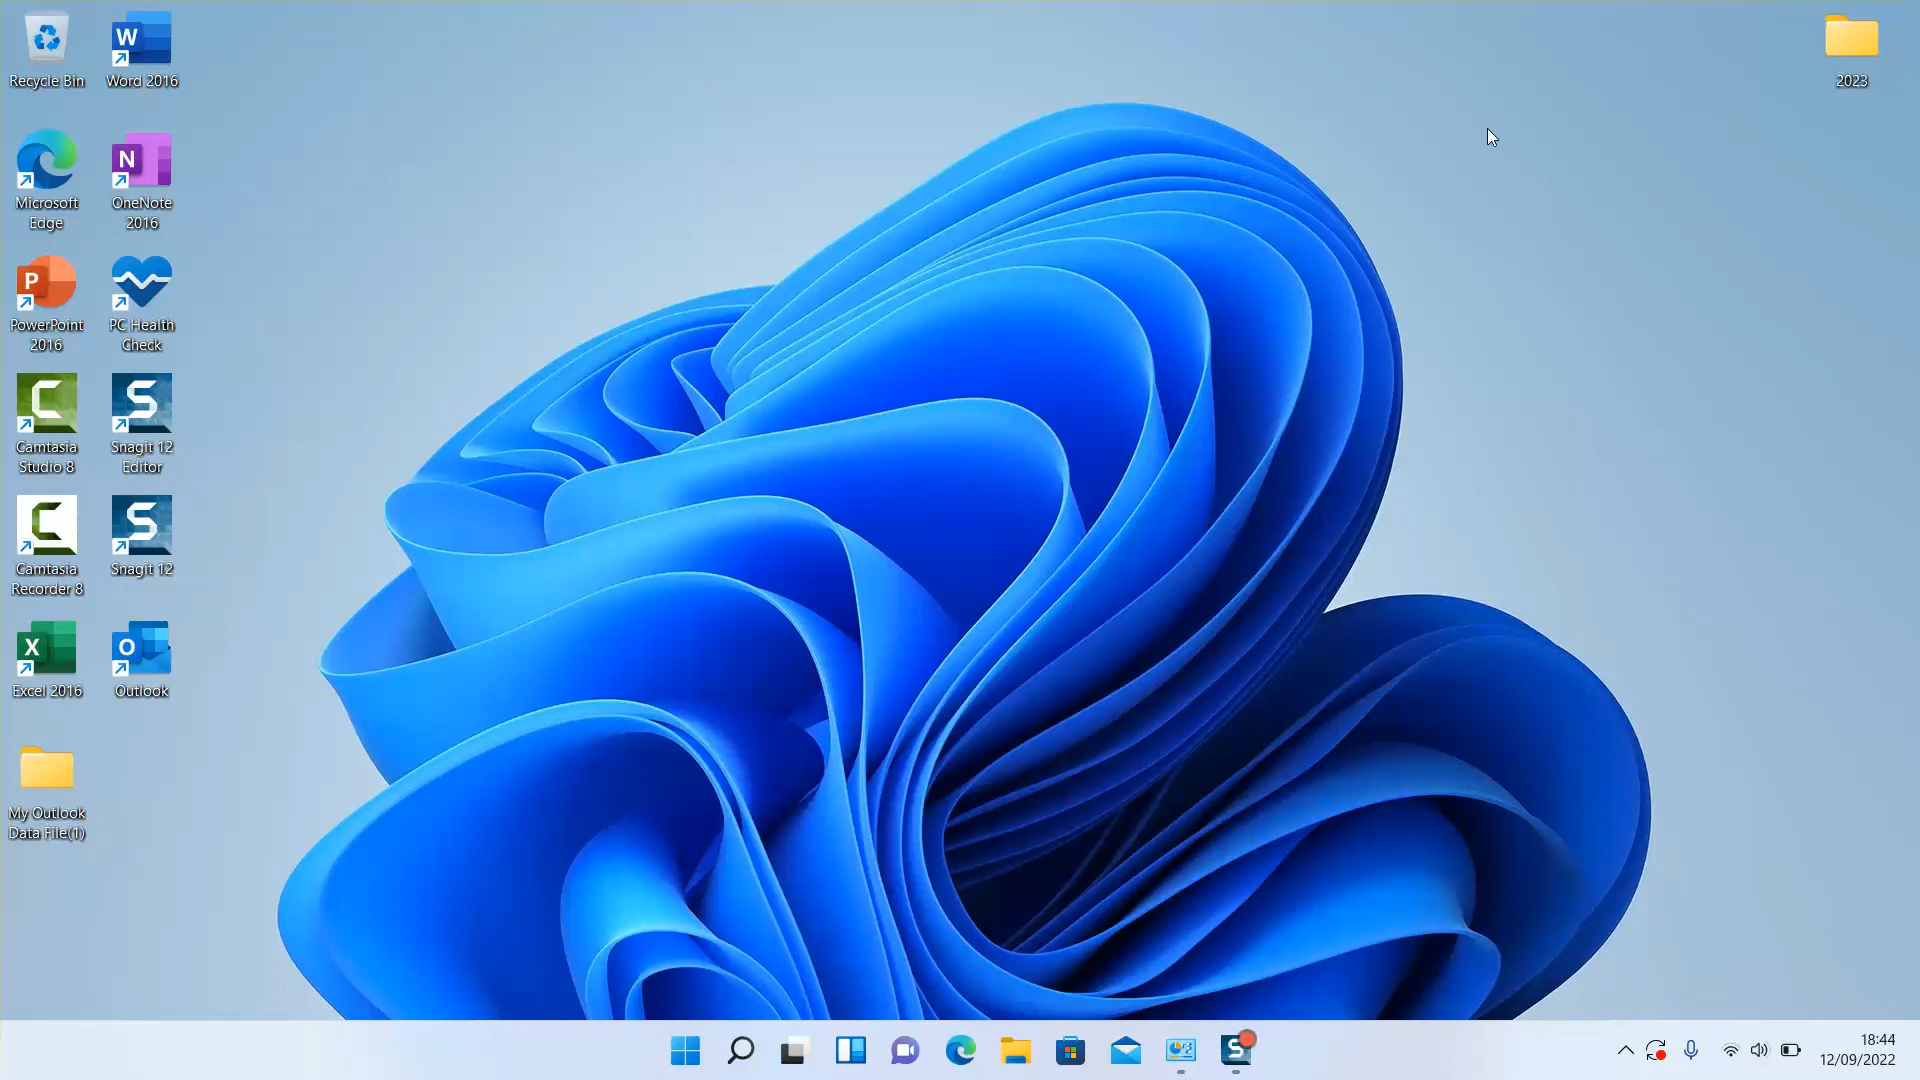 Recycle Bin
Word 2016
2023
Microsoft
Edge
OneNote
2016
PowerPoint
2016
PC Health
Check
Camtasia
Studio 8
Snagit 12
Editor
Camtasia
Recorder 8
Snagit 12
Excel 2016
Outlook
My Outlook
Data File(1)
18:44
12/09/2022